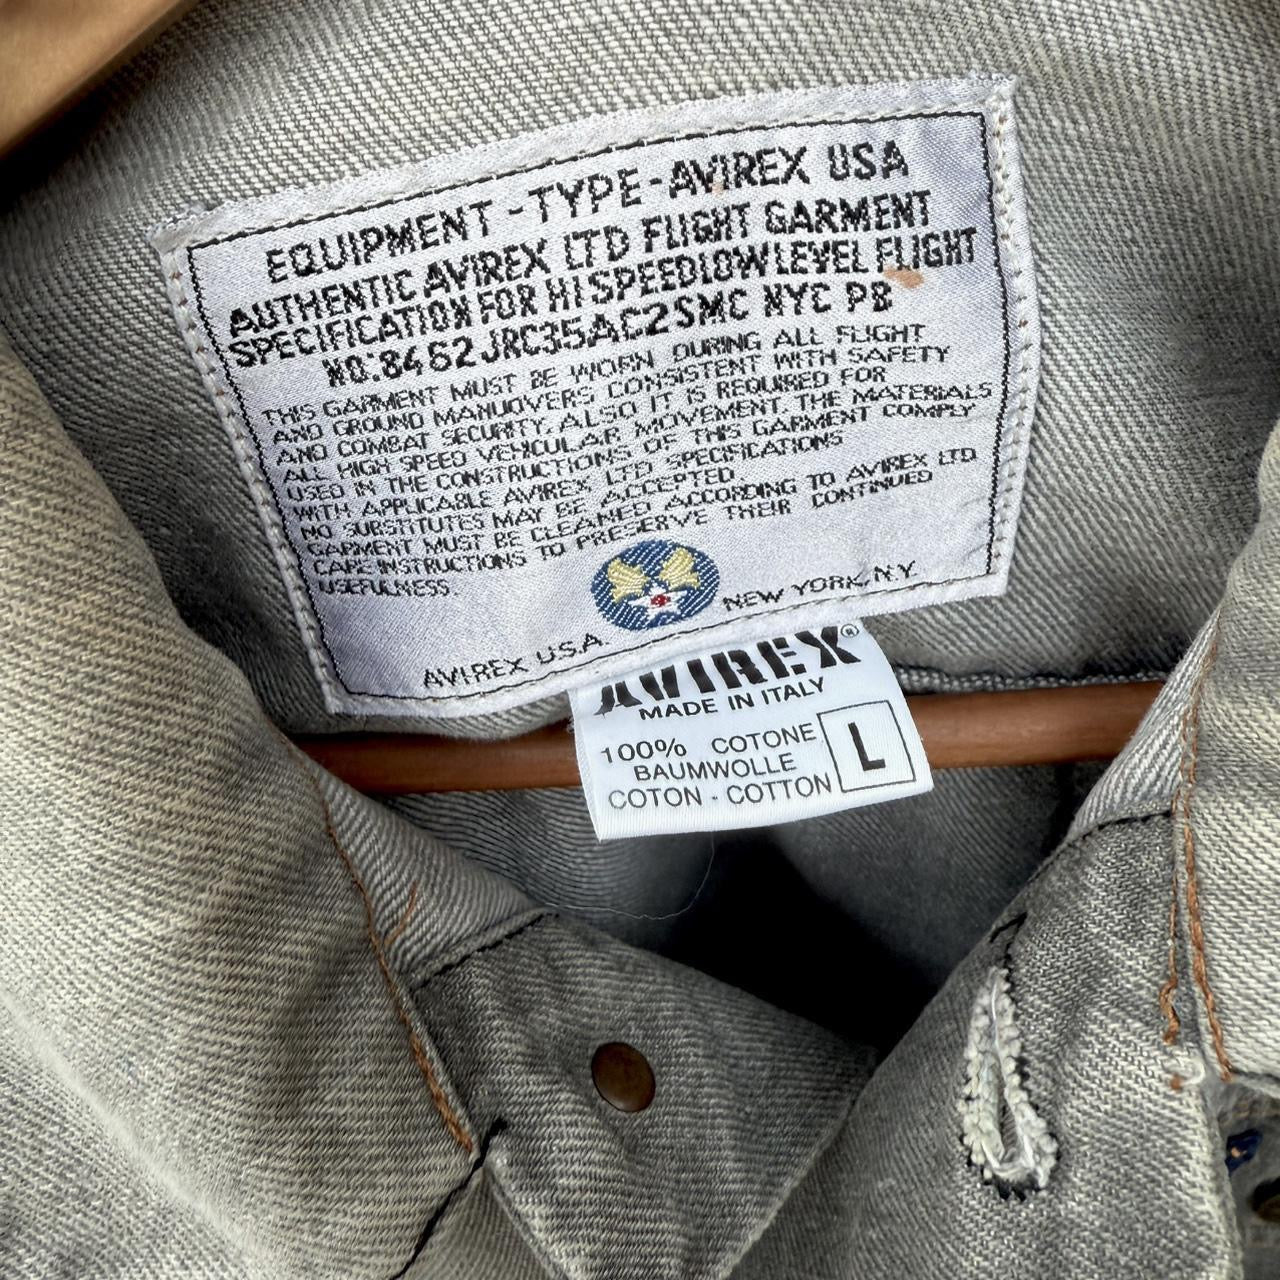 EQUIPMENT -TYPE-AVIREX USA
AUTHENTIC AVIREX LTD FLIGHT GARMENT
SPECIFICATION FOR HI SPEED LOW LEVEL FLIGHT
NO:8462JRC35AC2SMC NYC PB
THIS GARMENT MUST BE WORN DURING ALL FLIGHT
AND GROUND MANUOVERS CONSISTENT WITH SAFETY
AND COMBAT SECURITY. ALSO IT IS REQUIRED FOR
ALL HIGH SPEED VEHICULAR MOVEMENT, THE MATERIALS
USED IN THE CONSTRUCTIONS OF THIS GARMENT COMPLY
WITH APPLICABLE AVIREX LTD SPECIFICATIONS
NO SUBSTITUTES MAY BE ACCEPTED
GARMENT MUST BE CLEANED ACCORDING TO AVIREX LTD
CARE INSTRUCTIONS TO PRESERVE THEIR CONTINUED
USEFULNESS.
AVIREX U.S.A. NEW YORK, N.Y.
AVIREX®
MADE IN ITALY
100% COTONE
BAUMWOLLE
COTON - COTTON
L